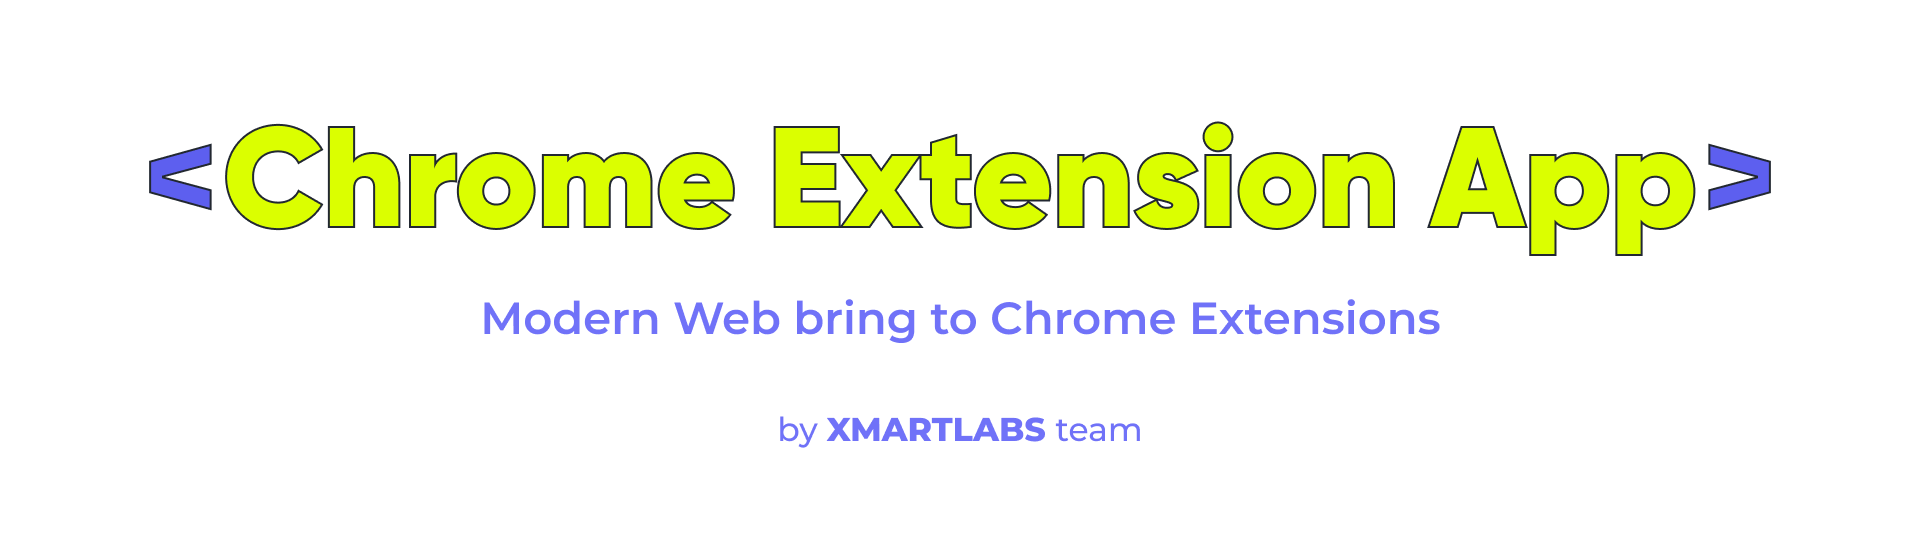 <Chrome Extension App>
Modern Web bring to Chrome Extensions
by XMARTLABS team